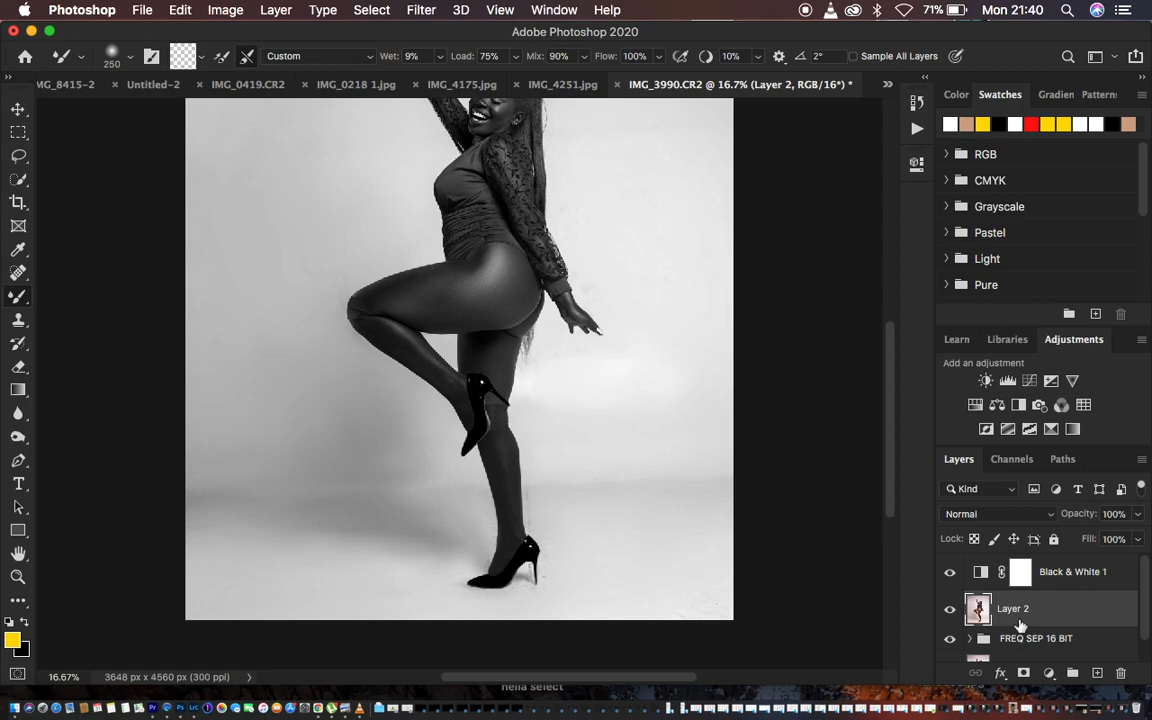 Photoshop File Edit Image Layer Type Select Filter 3D View Window Help 71% Mon 21:40
Adobe Photoshop 2020
250 Custom Wet: 9% Load: 75% Mix: 90% Flow: 100% 10% 2° Sample All Layers
MG_8415-2 × Untitled-2 × IMG_0419.CR2 × IMG_0218 1.jpg × IMG_4175.jpg × IMG_4251.jpg × IMG_3990.CR2 @ 16.7% (Layer 2, RGB/16*) *
Color Swatches Gradien Pattern:
RGB
CMYK
Grayscale
Pastel
Light
Pure
Learn Libraries Adjustments
Add an adjustment
Layers Channels Paths
Kind
Normal Opacity: 100%
Lock: Fill: 100%
Black & White 1
Layer 2
FREQ SEP 16 BIT
16.67% 3648 px x 4560 px (300 ppi)
nella select